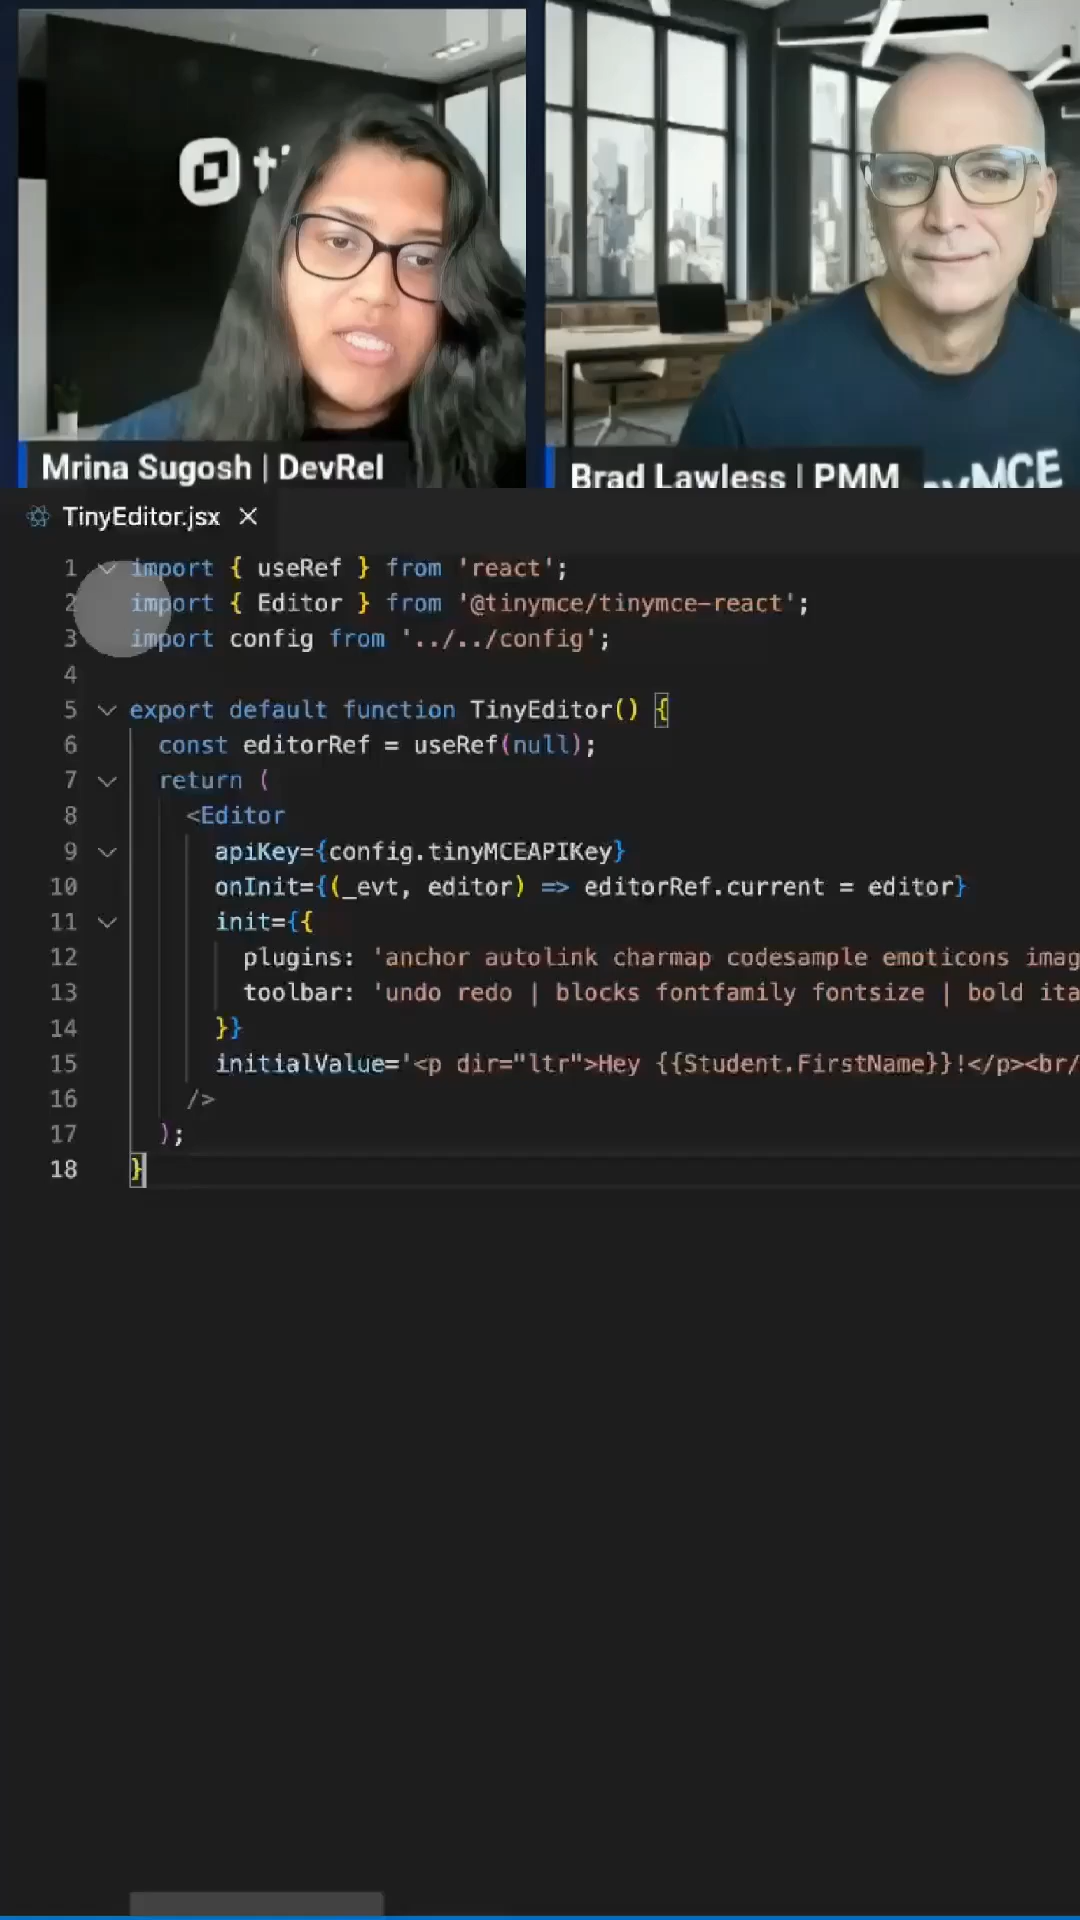 ti
Mrina Sugosh | DevRel
Brad Lawless | PMM
MCE
TinyEditor.jsx
1 import { useRef } from 'react';
2 import { Editor } from '@tinymce/tinymce-react';
3 import config from '../../config';
4
5 export default function TinyEditor() {
6 const editorRef = useRef(null);
7 return (
8 <Editor
9 apiKey={config.tinyMCEAPIKey}
10 onInit={(_evt, editor) => editorRef.current = editor}
11 init={{
12 plugins: 'anchor autolink charmap codesample emoticons imag
13 toolbar: 'undo redo | blocks fontfamily fontsize | bold ita
14 }}
15 initialValue='<p dir="ltr">Hey {{Student.FirstName}}!</p><br/
16 />
17 );
18 }